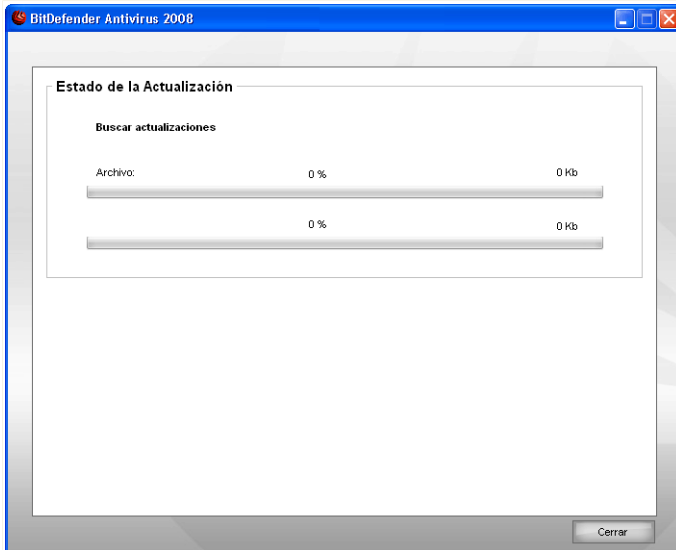 BitDefender Antivirus 2008
Estado de la Actualización
Buscar actualizaciones
Archivo: 0 % 0 Kb
0 % 0 Kb
Cerrar